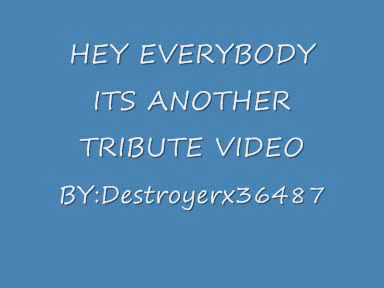 HEY EVERYBODY
ITS ANOTHER
TRIBUTE VIDEO
BY:Destroyerx36487